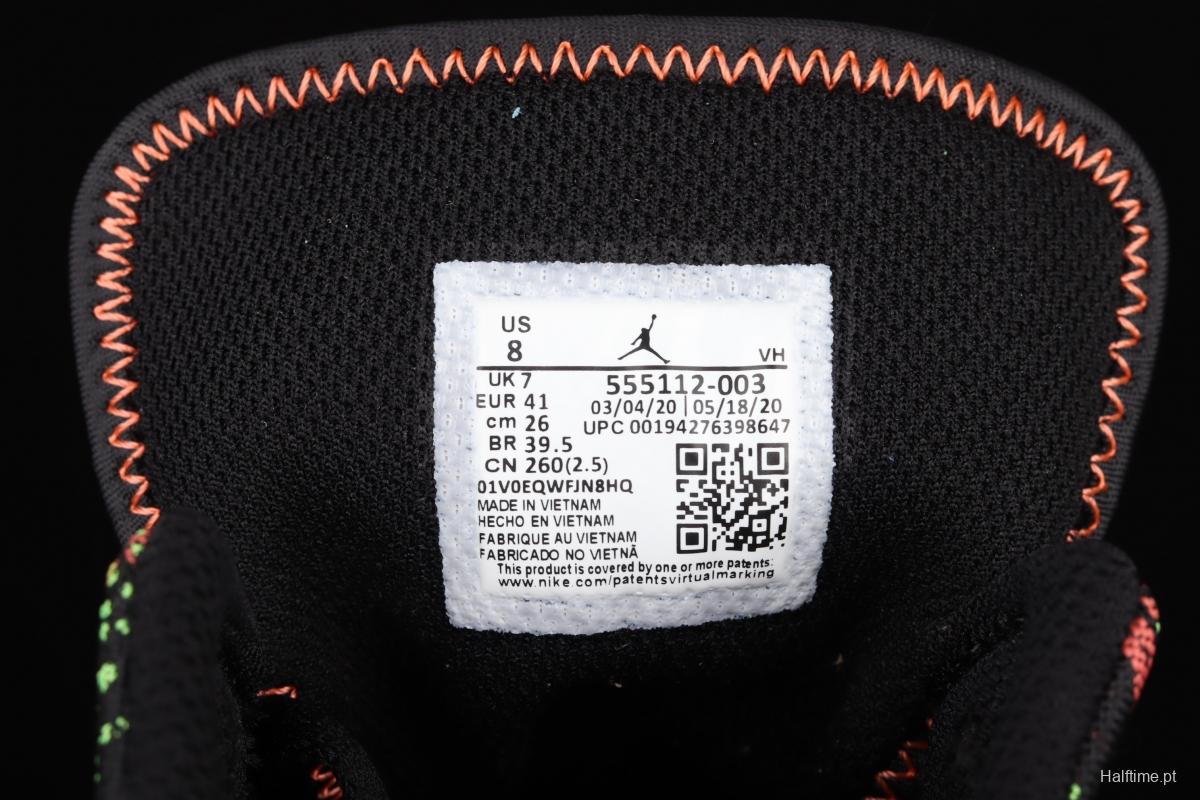 US
8
VH
UK 7
EUR 41
cm 26
BR 39.5
CN 260(2.5)
555112-003
03/04/20 | 05/18/20
UPC 00194276398647
01V0EQWFJN8HQ
MADE IN VIETNAM
HECHO EN VIETNAM
FABRIQUE AU VIETNAM
FABRICADO NO VIETNÃ
This product is covered by one or more patents:
www.nike.com/patentsvirtualmarking
Halftime.pt